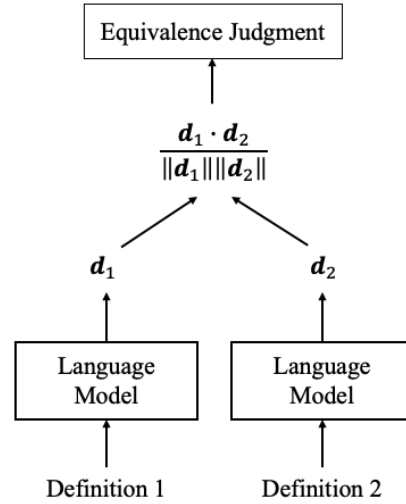 Equivalence Judgment
d₁ · d₂
‖d₁‖‖d₂‖
d₁ d₂
Language Model Language Model
Definition 1 Definition 2